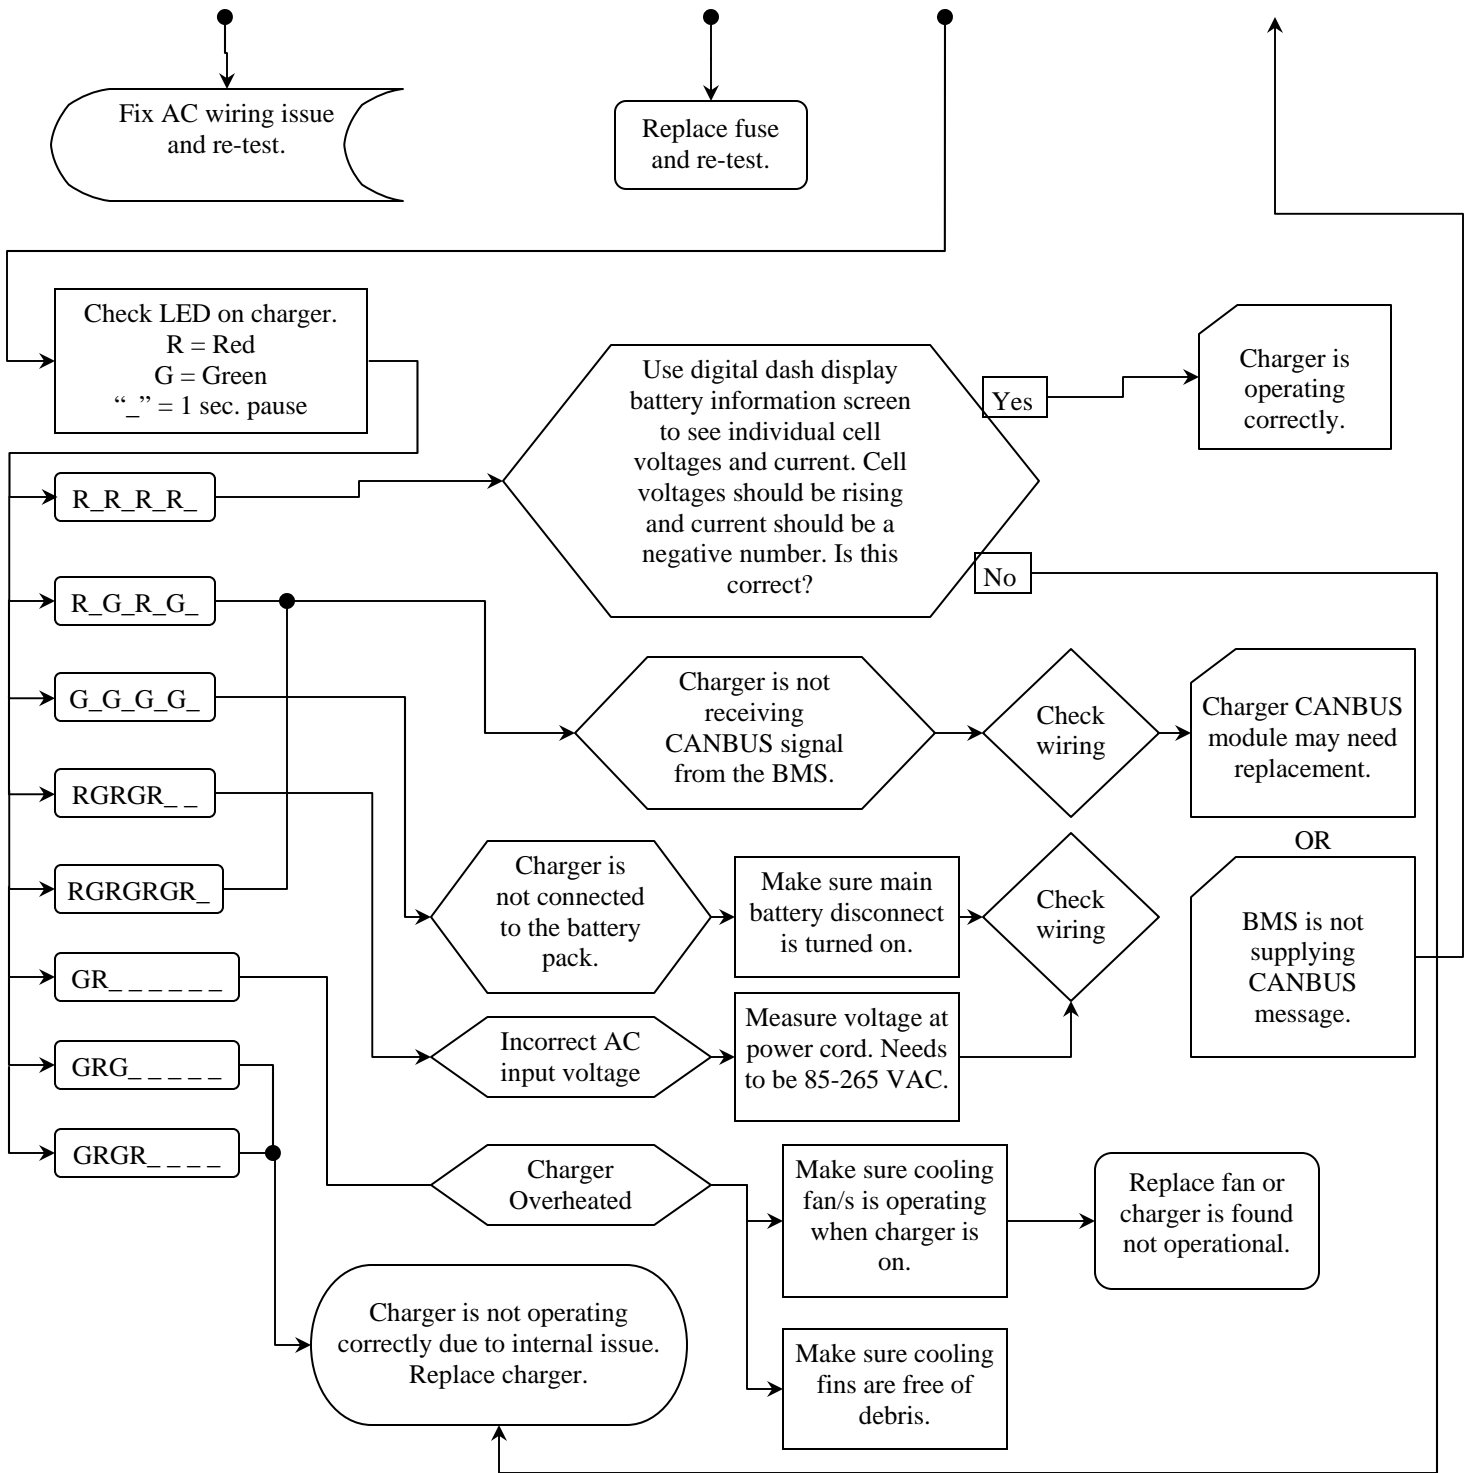 Fix AC wiring issue
and re-test.
Replace fuse
and re-test.
Check LED on charger.
R = Red
G = Green
“_” = 1 sec. pause
Use digital dash display
battery information screen
to see individual cell
voltages and current. Cell
voltages should be rising
and current should be a
negative number. Is this
correct?
Yes
No
Charger is
operating
correctly.
R_R_R_R_
R_G_R_G_
G_G_G_G_
RGRGR_ _
RGRGRGR_
GR_ _ _ _ _ _
GRG_ _ _ _ _
GRGR_ _ _ _
Charger is not
receiving
CANBUS signal
from the BMS.
Check
wiring
Charger CANBUS
module may need
replacement.
OR
BMS is not
supplying
CANBUS
message.
Charger is
not connected
to the battery
pack.
Make sure main
battery disconnect
is turned on.
Check
wiring
Incorrect AC
input voltage
Measure voltage at
power cord. Needs
to be 85-265 VAC.
Charger
Overheated
Make sure cooling
fan/s is operating
when charger is
on.
Replace fan or
charger is found
not operational.
Make sure cooling
fins are free of
debris.
Charger is not operating
correctly due to internal issue.
Replace charger.